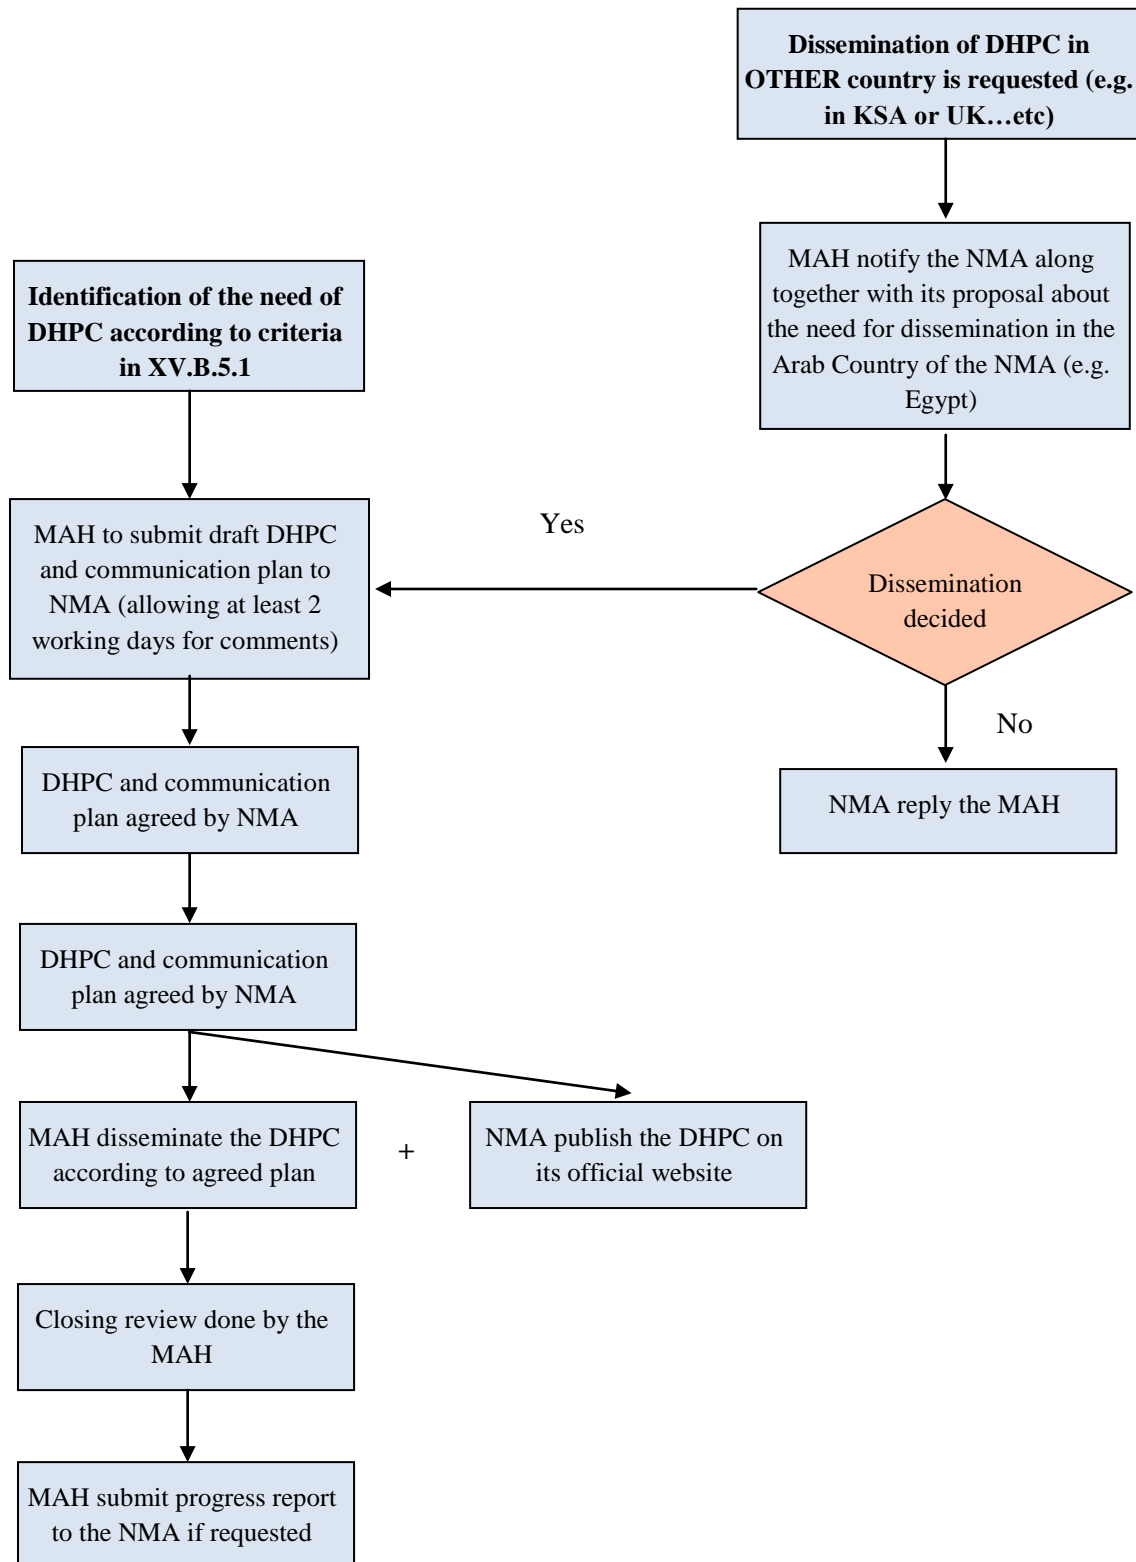 Dissemination of DHPC in
OTHER country is requested (e.g.
in KSA or UK…etc)
MAH notify the NMA along
together with its proposal about
the need for dissemination in the
Arab Country of the NMA (e.g.
Egypt)
Identification of the need of
DHPC according to criteria
in XV.B.5.1
MAH to submit draft DHPC
and communication plan to
NMA (allowing at least 2
working days for comments)
Yes
Dissemination
decided
No
NMA reply the MAH
DHPC and communication
plan agreed by NMA
DHPC and communication
plan agreed by NMA
MAH disseminate the DHPC
according to agreed plan
+
NMA publish the DHPC on
its official website
Closing review done by the
MAH
MAH submit progress report
to the NMA if requested